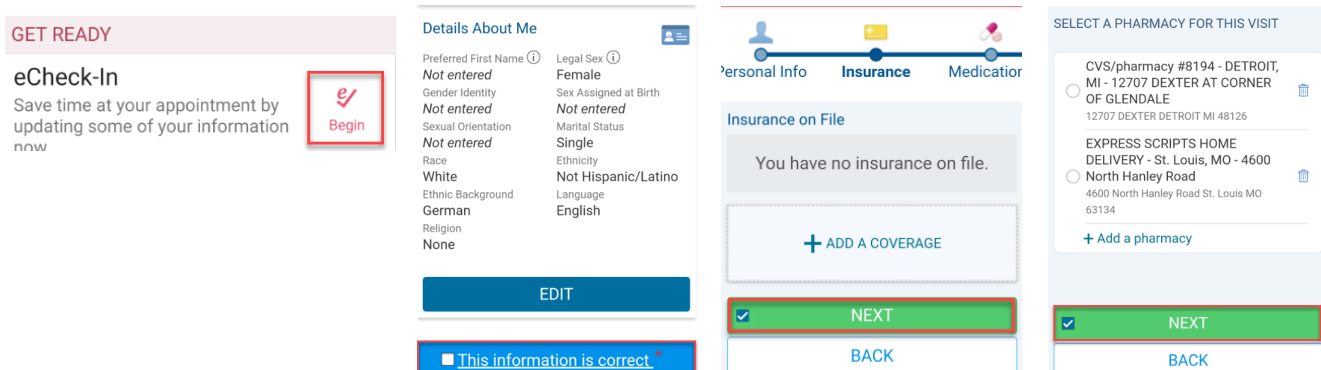 GET READY
eCheck-In
Save time at your appointment by
updating some of your information
now
Begin
Details About Me
Preferred First Name Legal Sex
Not entered Female
Gender Identity Sex Assigned at Birth
Not entered Not entered
Sexual Orientation Marital Status
Not entered Single
Race Ethnicity
White Not Hispanic/Latino
Ethnic Background Language
German English
Religion
None
EDIT
This information is correct *
Personal Info Insurance Medication
Insurance on File
You have no insurance on file.
+ ADD A COVERAGE
NEXT
BACK
SELECT A PHARMACY FOR THIS VISIT
CVS/pharmacy #8194 - DETROIT,
MI - 12707 DEXTER AT CORNER
OF GLENDALE
12707 DEXTER DETROIT MI 48126
EXPRESS SCRIPTS HOME
DELIVERY - St. Louis, MO - 4600
North Hanley Road
4600 North Hanley Road St. Louis MO
63134
+ Add a pharmacy
NEXT
BACK